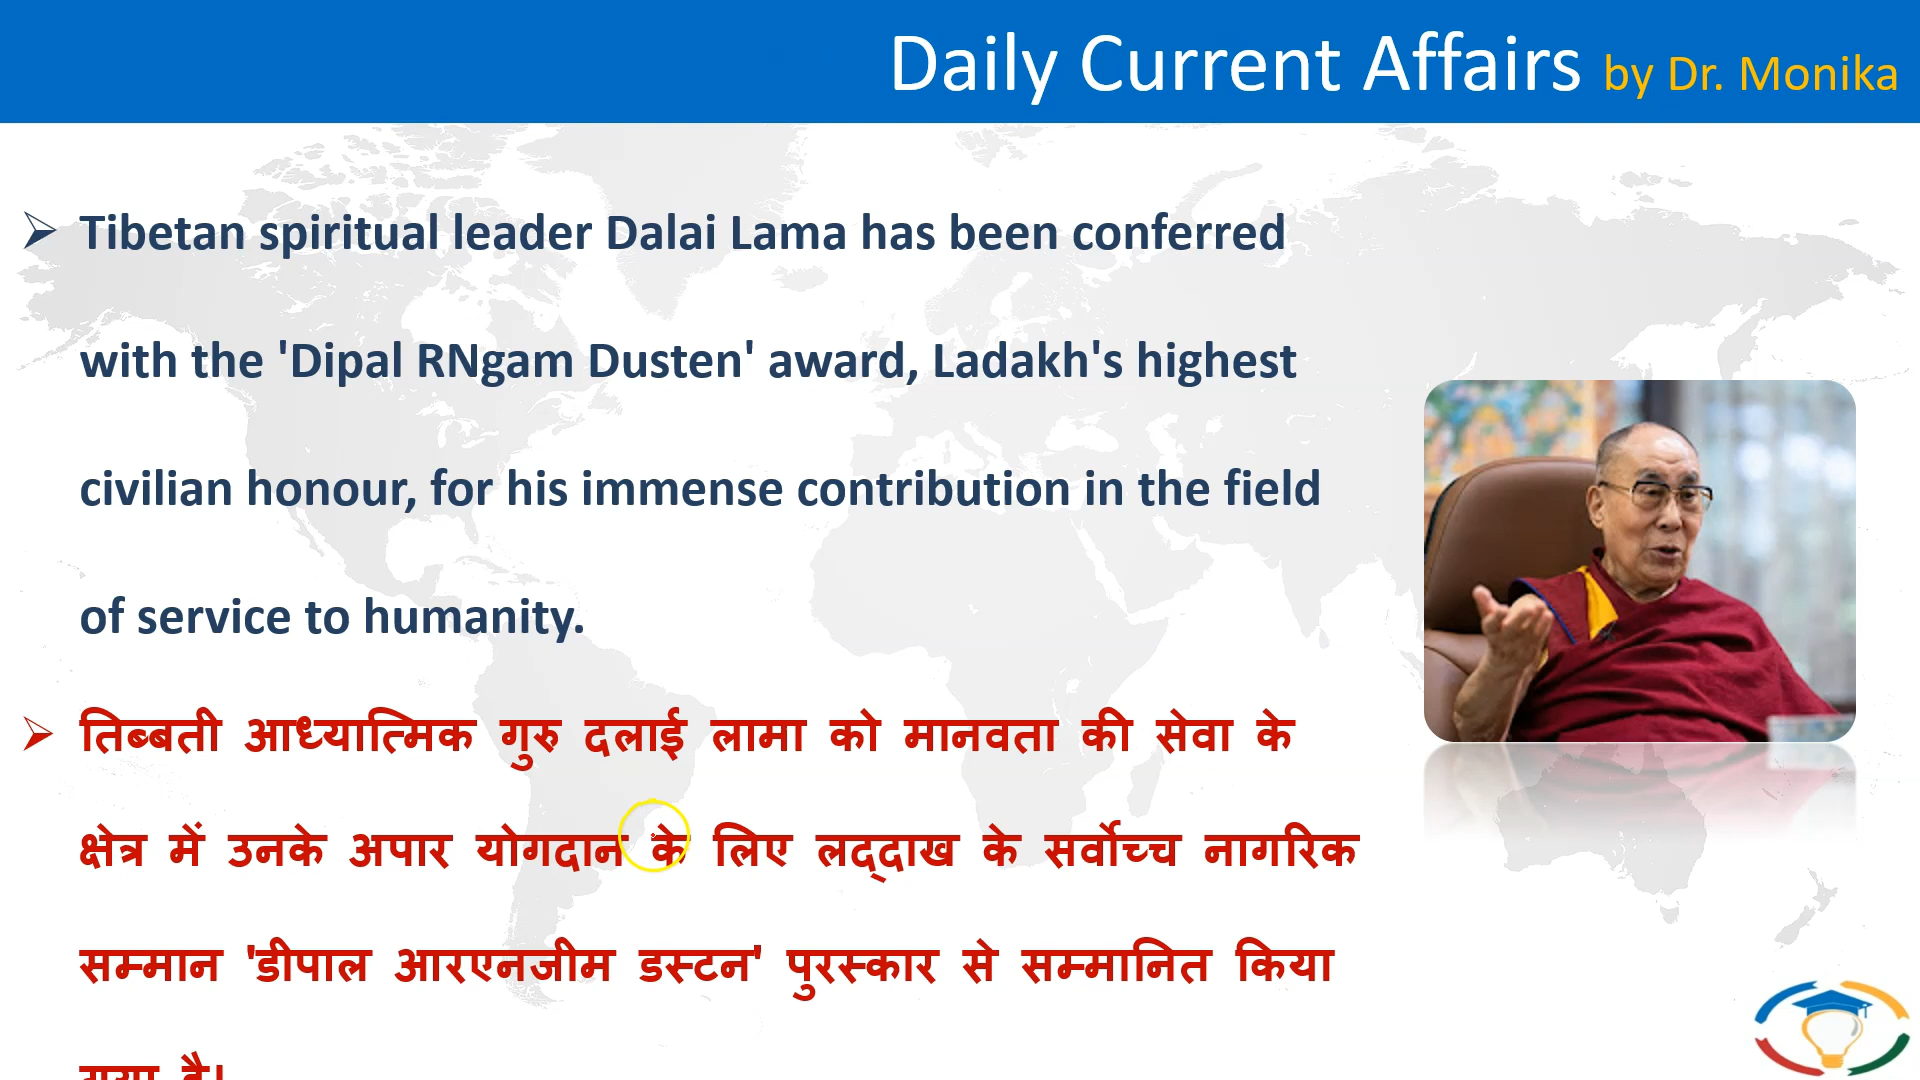 Daily Current Affairs by Dr. Monika
Tibetan spiritual leader Dalai Lama has been conferred
with the 'Dipal RNgam Dusten' award, Ladakh's highest
civilian honour, for his immense contribution in the field
of service to humanity.
तिब्बती आध्यात्मिक गुरु दलाई लामा को मानवता की सेवा के
क्षेत्र में उनके अपार योगदान के लिए लद्दाख के सर्वोच्च नागरिक
सम्मान 'डीपाल आरएनजीम डस्टन' पुरस्कार से सम्मानित किया
गया है।